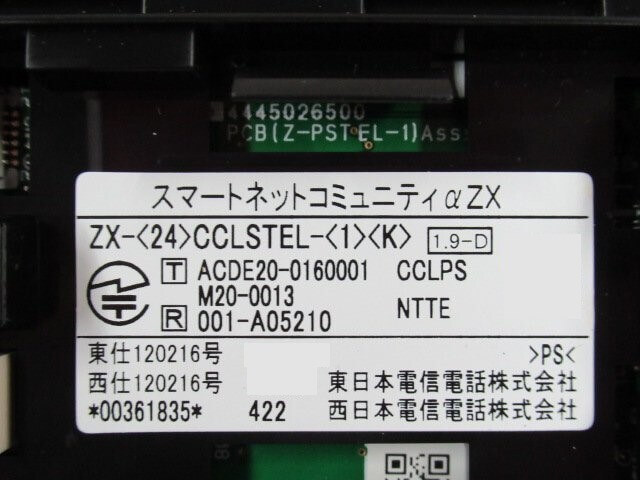 4445026500
PCB(Z-PSTEL-1)Ass
スマートネットコミュニティαZX
ZX-<24>CCLSTEL-<1><K> 1.9-D
T ACDE20-0160001 CCLPS
M20-0013
NTTE
R 001-A05210
東仕120216号 >PS<
西仕120216号 東日本電信電話株式会社
*00361835* 422 西日本電信電話株式会社